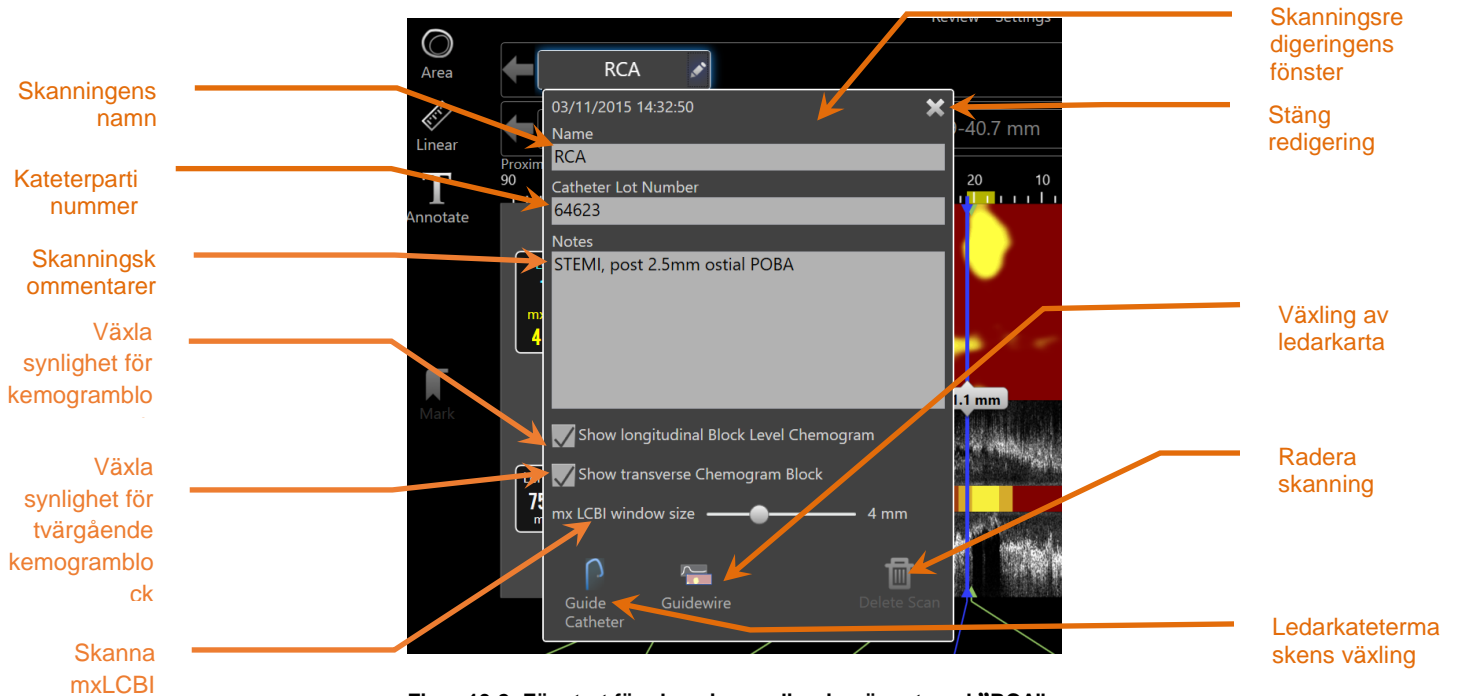 Skanningens
namn
Kateterparti
nummer
Skanningsk
ommentarer
Växla
synlighet för
kemogramblo
Växla
synlighet för
tvärgående
kemogramblo
ck
Skanna
mxLCBI
Area
Linear
Annotate
Mark
Review Settings
RCA
-40.7 mm
Proxim
90
20 10
1.1 mm
03/11/2015 14:32:50
Name
RCA
Catheter Lot Number
64623
Notes
STEMI, post 2.5mm ostial POBA
Show longitudinal Block Level Chemogram
Show transverse Chemogram Block
mx LCBI window size 4 mm
Guide
Catheter
Guidewire
Delete Scan
Skanningsre
digeringens
fönster
Stäng
redigering
Växling av
ledarkarta
Radera
skanning
Ledarkateterma
skens växling